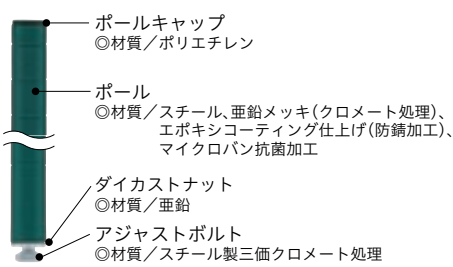 ポールキャップ
◎材質／ポリエチレン
ポール
◎材質／スチール、亜鉛メッキ(クロメート処理)、
エポキシコーティング仕上げ(防錆加工)、
マイクロバン抗菌加工
ダイカストナット
◎材質／亜鉛
アジャストボルト
◎材質／スチール製三価クロメート処理